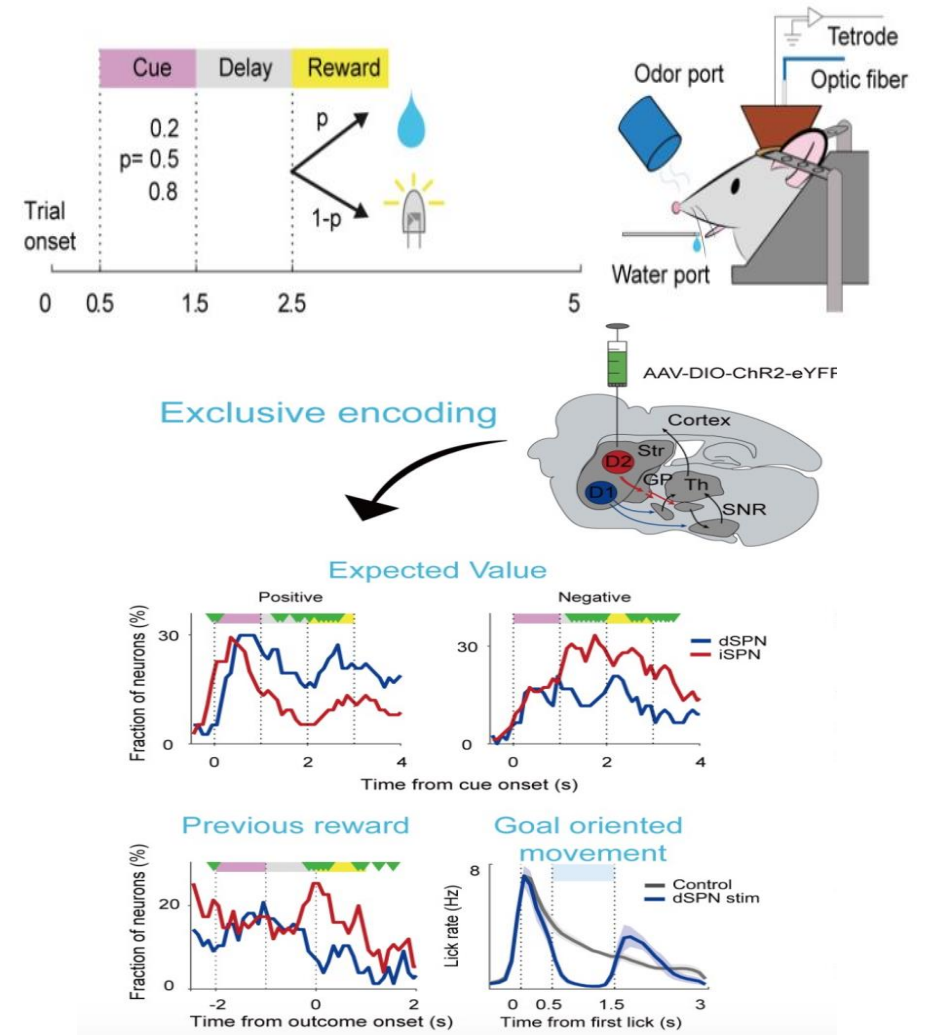 Cue Delay Reward
0.2
p= 0.5
0.8
p
1-p
Trial
onset
0 0.5 1.5 2.5 5
Tetrode
Optic fiber
Odor port
Water port
AAV-DIO-ChR2-eYFP
Exclusive encoding
Cortex
Str
D2
GP
Th
D1
SNR
Expected Value
Positive
Fraction of neurons (%)
30
0
0 2 4
Negative
30
0
0 2 4
dSPN
iSPN
Time from cue onset (s)
Previous reward
Fraction of neurons (%)
20
0
-2 0 2
Time from outcome onset (s)
Goal oriented
movement
Lick rate (Hz)
8
Control
dSPN stim
0 0.5 1.5 3
Time from first lick (s)